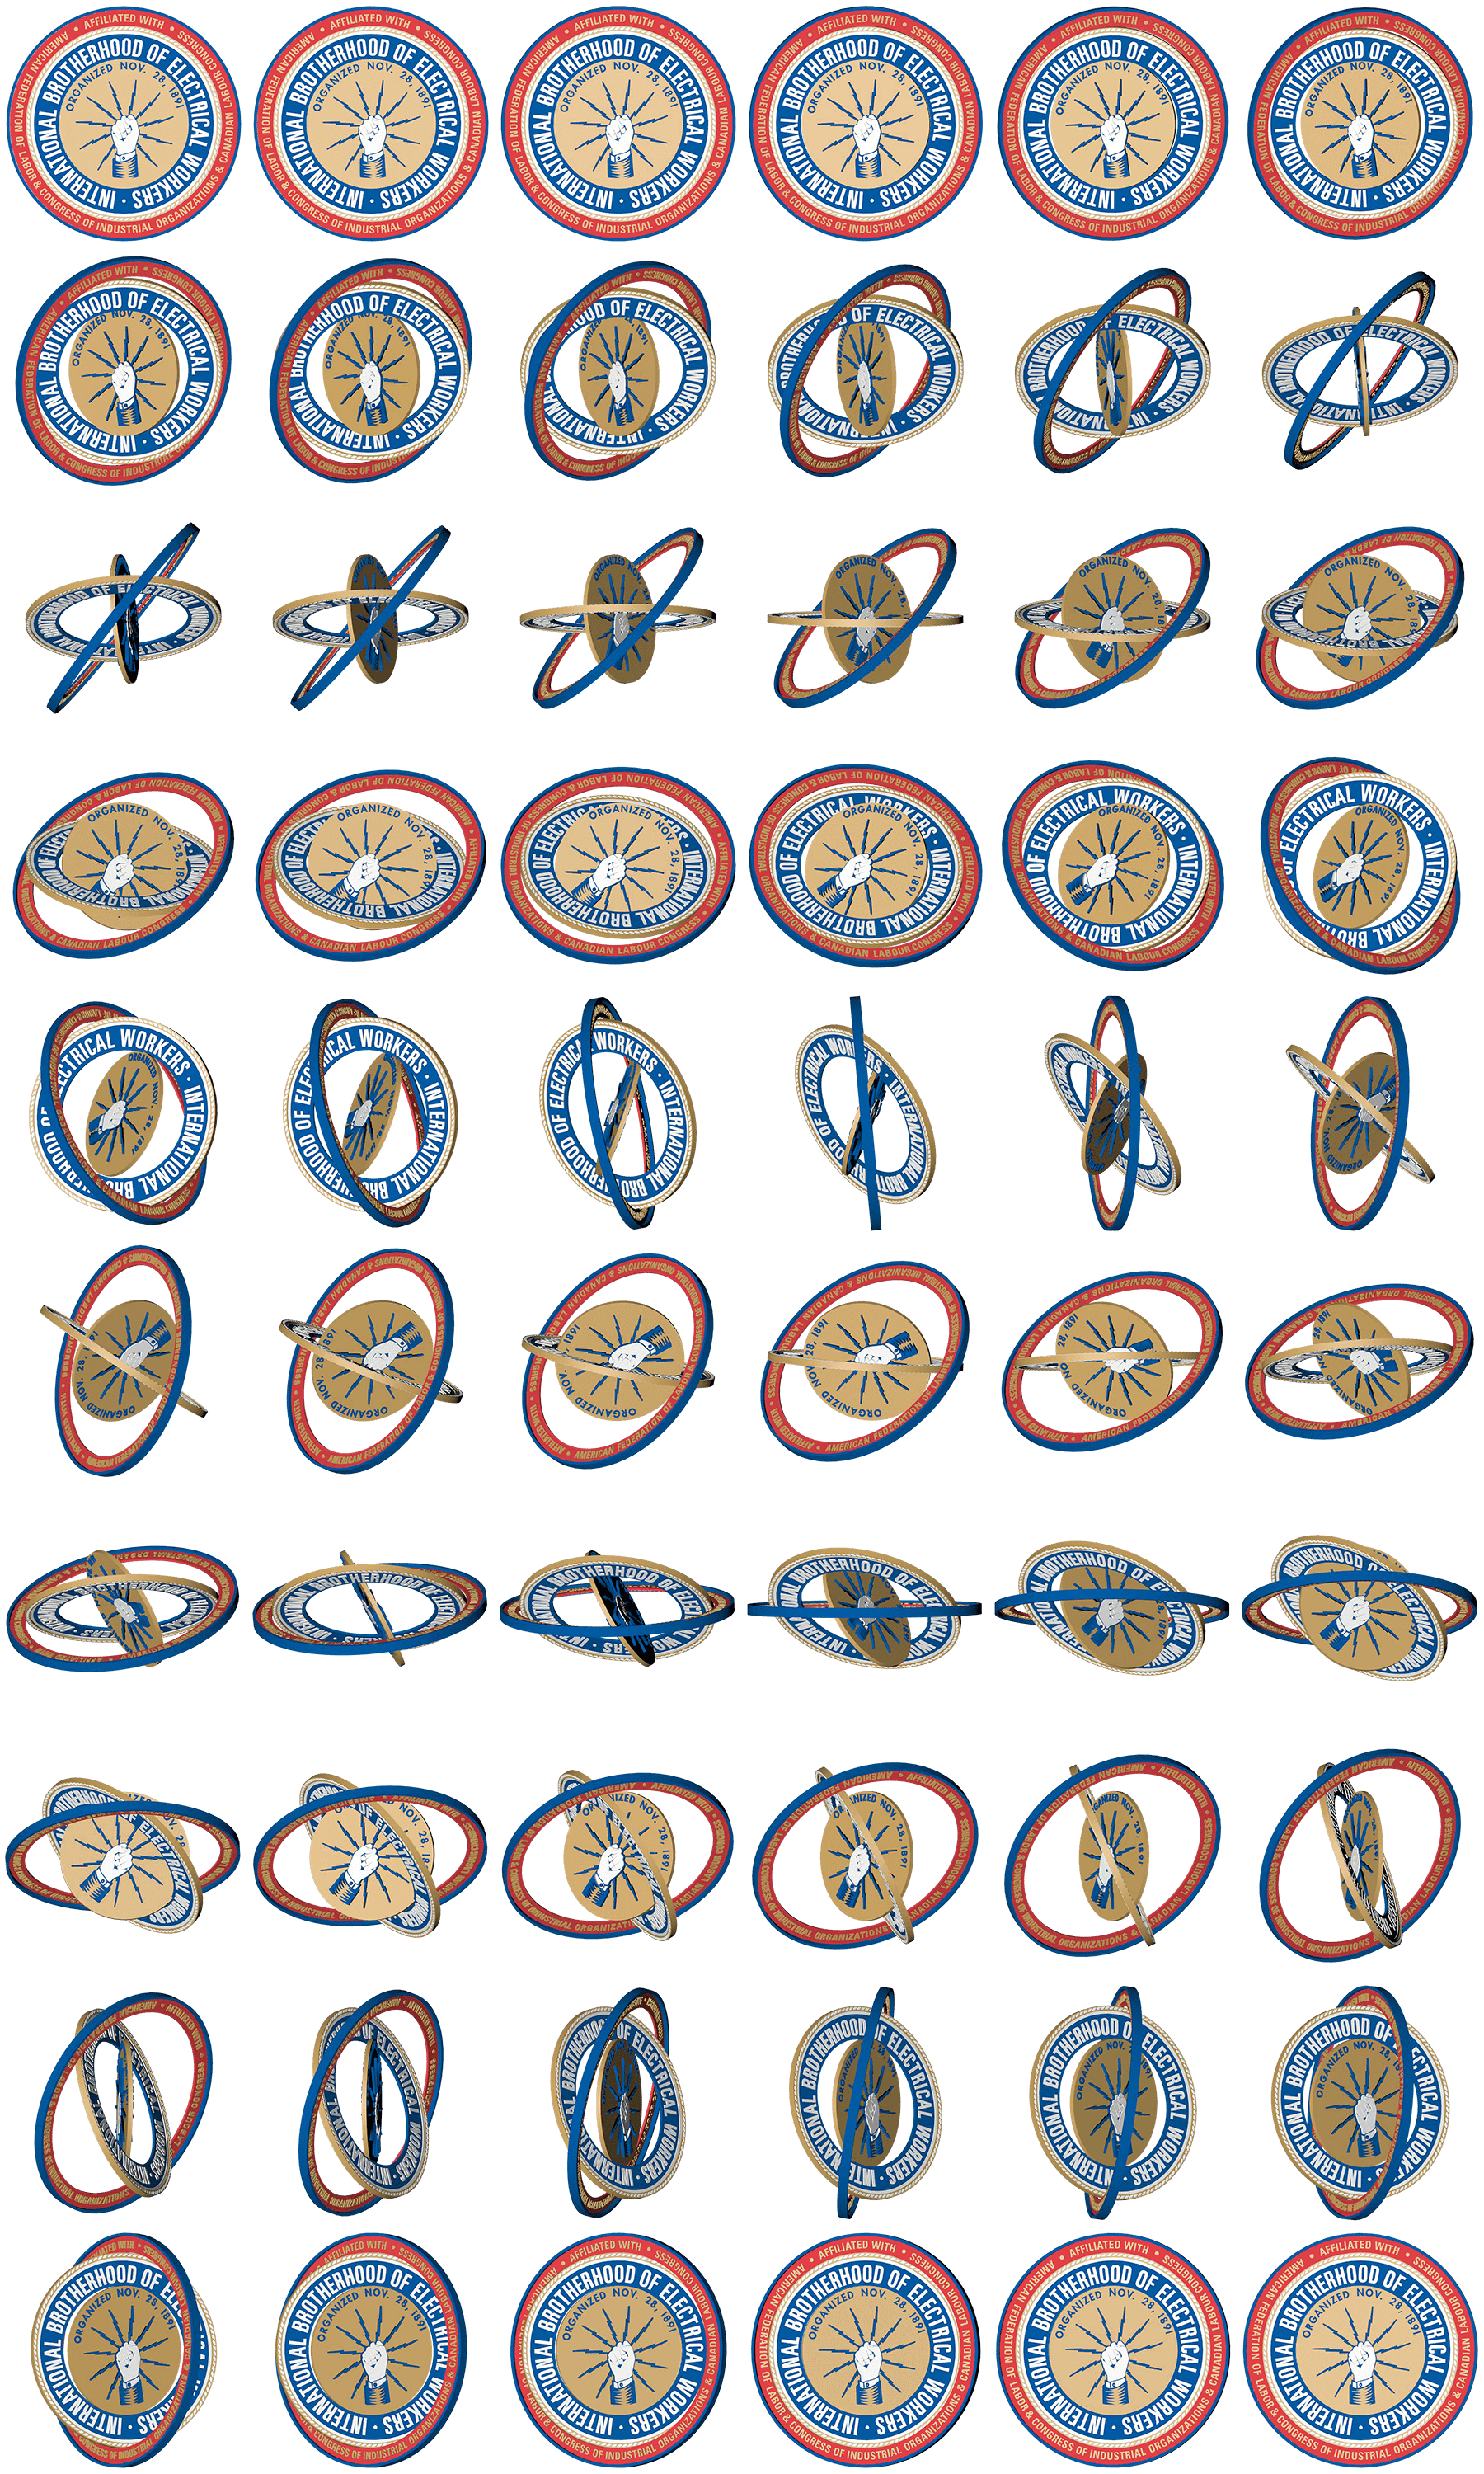 AFFILIATED WITH • AMERICAN FEDERATION OF LABOR & CONGRESS OF INDUSTRIAL ORGANIZATIONS & CANADIAN LABOUR CONGRESS •
INTERNATIONAL BROTHERHOOD OF ELECTRICAL WORKERS •
ORGANIZED NOV. 28, 1891